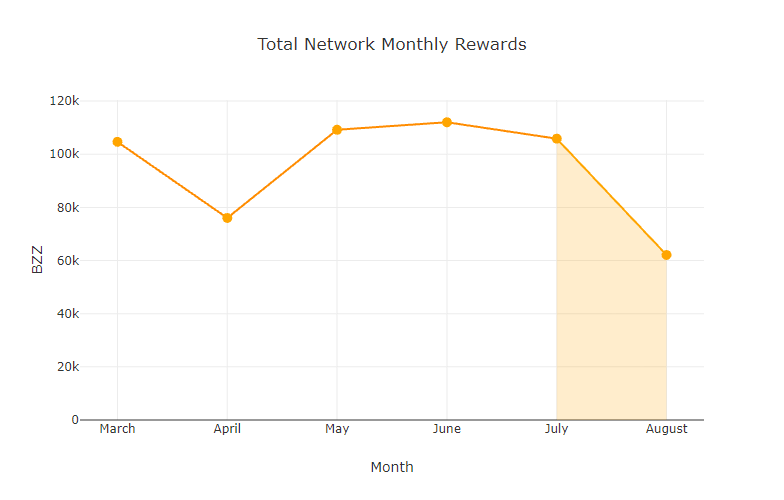 Total Network Monthly Rewards
120k
100k
80k
60k
40k
20k
0
BZZ
March April May June July August
Month